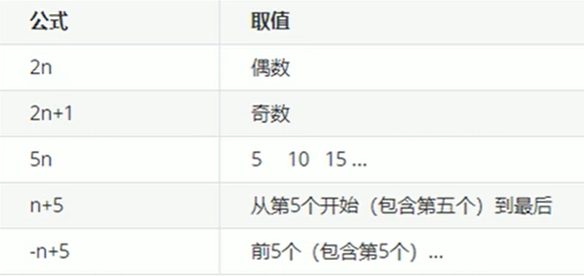 公式 取值
2n 偶数
2n+1 奇数
5n 5 10 15 ...
n+5 从第5个开始（包含第五个）到最后
-n+5 前5个（包含第5个）...